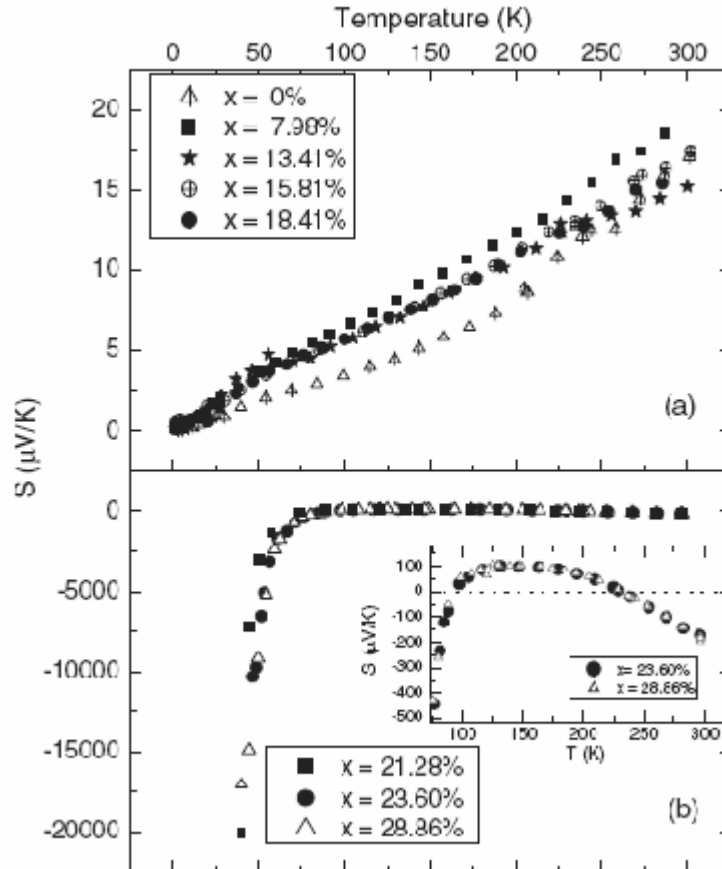 Temperature (K)
0 50 100 150 200 250 300
x = 0%
x = 7.98%
x = 13.41%
x = 15.81%
x = 18.41%
20
15
10
5
0
(a)
S (μV/K)
0
-5000
-10000
-15000
-20000
100
0
-100
-200
-300
-400
-500
S (μV/K)
x = 23.60%
x = 28.86%
100 150 200 250 300
T (K)
x = 21.28%
x = 23.60%
x = 28.86%
(b)